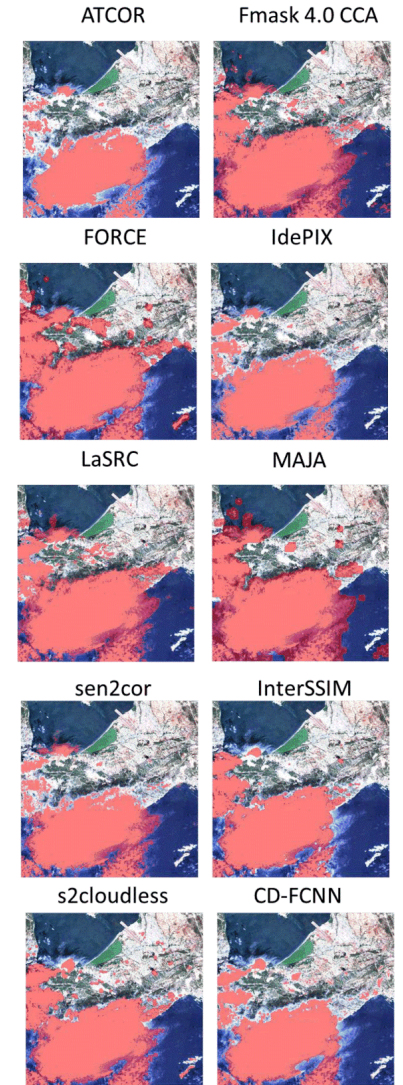 ATCOR
Fmask 4.0 CCA
FORCE
IdePIX
LaSRC
MAJA
sen2cor
InterSSIM
s2cloudless
CD-FCNN